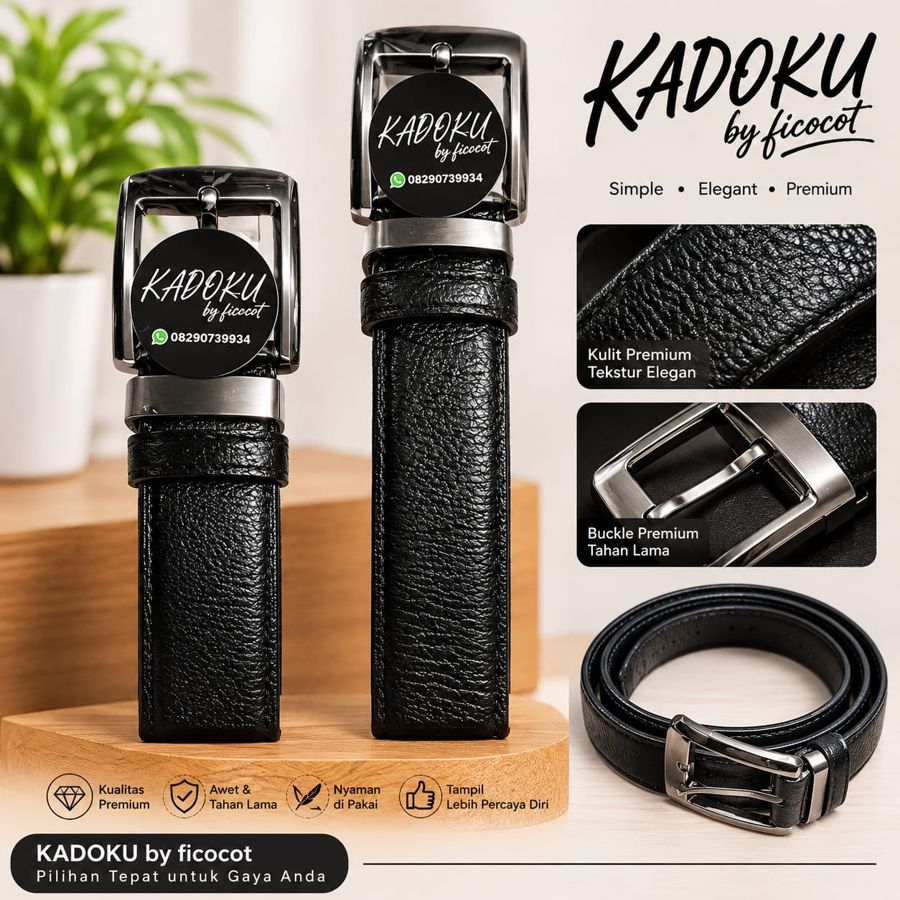 KADOKU
by ficocot
Simple • Elegant • Premium
KADOKU
by ficocot
08290739934
KADOKU
by ficocot
08290739934
Kulit Premium
Tekstur Elegan
Buckle Premium
Tahan Lama
Kualitas
Premium
Awet &
Tahan Lama
Nyaman
di Pakai
Tampil
Lebih Percaya Diri
KADOKU by ficocot
Pilihan Tepat untuk Gaya Anda